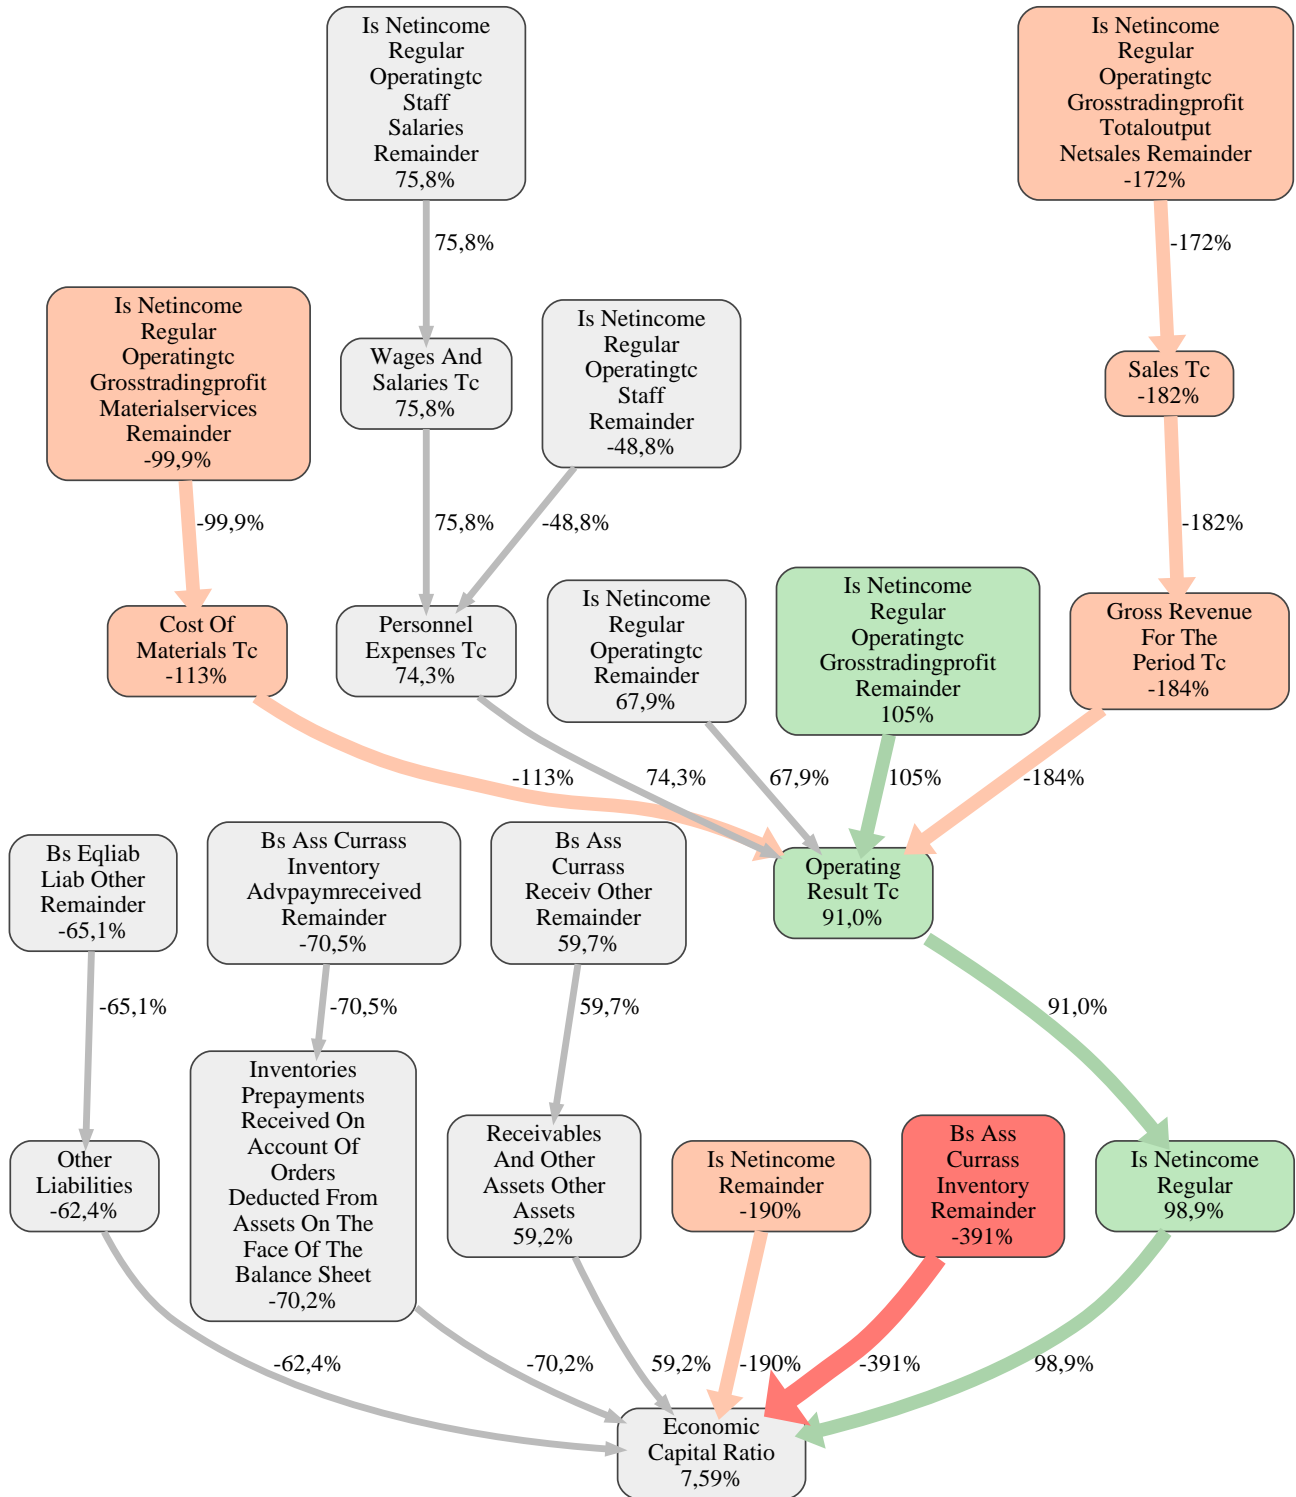 Is Netincome
Regular
Operatingtc
Staff
Salaries
Remainder
75,8%
Is Netincome
Regular
Operatingtc
Grosstradingprofit
Totaloutput
Netsales Remainder
-172%
75,8%
-172%
Is Netincome
Regular
Operatingtc
Grosstradingprofit
Materialservices
Remainder
-99,9%
Wages And
Salaries Tc
75,8%
Is Netincome
Regular
Operatingtc
Staff
Remainder
-48,8%
Sales Tc
-182%
-99,9%
75,8%
-48,8%
-182%
Cost Of
Materials Tc
-113%
Personnel
Expenses Tc
74,3%
Is Netincome
Regular
Operatingtc
Remainder
67,9%
Is Netincome
Regular
Operatingtc
Grosstradingprofit
Remainder
105%
Gross Revenue
For The
Period Tc
-184%
-113%
74,3%
67,9%
105%
-184%
Bs Eqliab
Liab Other
Remainder
-65,1%
Bs Ass Currass
Inventory
Advpaymreceived
Remainder
-70,5%
Bs Ass
Currass
Receiv Other
Remainder
59,7%
Operating
Result Tc
91,0%
-65,1%
-70,5%
59,7%
91,0%
Other
Liabilities
-62,4%
Inventories
Prepayments
Received On
Account Of
Orders
Deducted From
Assets On The
Face Of The
Balance Sheet
-70,2%
Receivables
And Other
Assets Other
Assets
59,2%
Is Netincome
Remainder
-190%
Bs Ass
Currass
Inventory
Remainder
-391%
Is Netincome
Regular
98,9%
-62,4%
-70,2%
59,2%
-190%
-391%
98,9%
Economic
Capital Ratio
7,59%